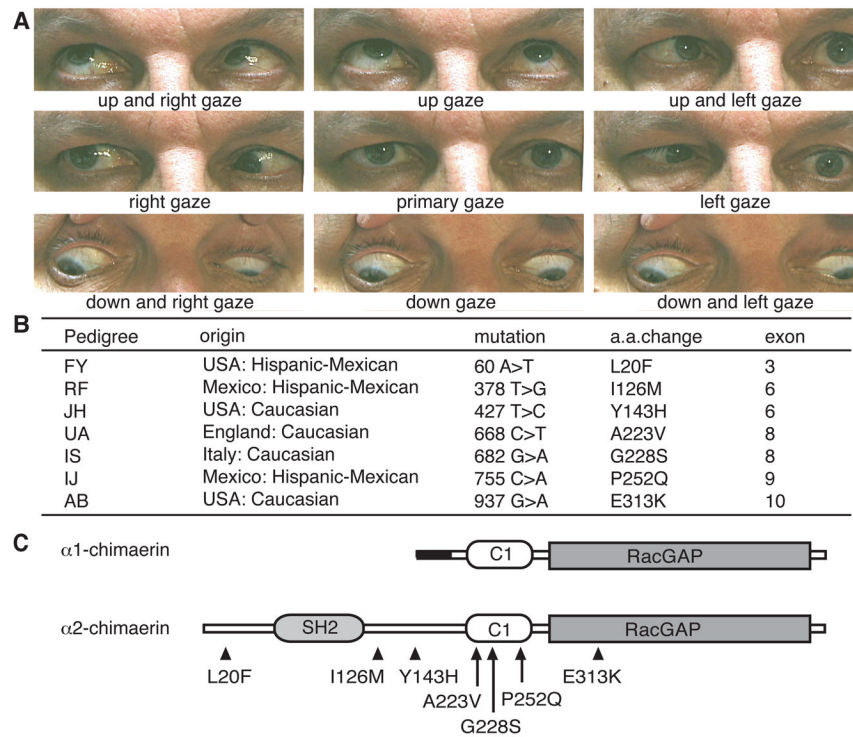 A
up and right gaze
up gaze
up and left gaze
right gaze
primary gaze
left gaze
down and right gaze
down gaze
down and left gaze
B
Pedigree origin mutation a.a.change exon
FY USA: Hispanic-Mexican 60 A>T L20F 3
RF Mexico: Hispanic-Mexican 378 T>G I126M 6
JH USA: Caucasian 427 T>C Y143H 6
UA England: Caucasian 668 C>T A223V 8
IS Italy: Caucasian 682 G>A G228S 8
IJ Mexico: Hispanic-Mexican 755 C>A P252Q 9
AB USA: Caucasian 937 G>A E313K 10
C
α1-chimaerin C1 RacGAP
α2-chimaerin SH2 C1 RacGAP
L20F I126M Y143H E313K
A223V P252Q
G228S